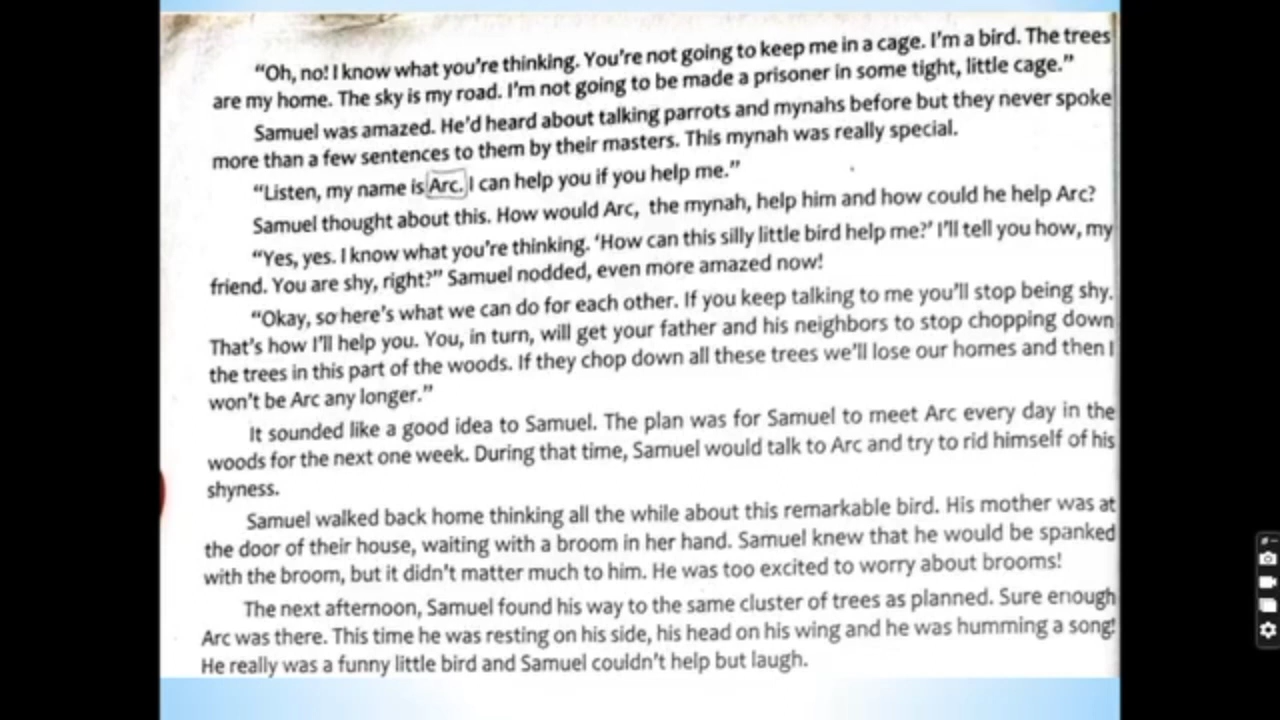 “Oh, no! I know what you’re thinking. You’re not going to keep me in a cage. I’m a bird. The trees
are my home. The sky is my road. I’m not going to be made a prisoner in some tight, little cage.”
Samuel was amazed. He’d heard about talking parrots and mynahs before but they never spoke
more than a few sentences to them by their masters. This mynah was really special.
“Listen, my name is Arc. I can help you if you help me.”
Samuel thought about this. How would Arc, the mynah, help him and how could he help Arc?
“Yes, yes. I know what you’re thinking. ‘How can this silly little bird help me?’ I’ll tell you how, my
friend. You are shy, right?” Samuel nodded, even more amazed now!
“Okay, so here’s what we can do for each other. If you keep talking to me you’ll stop being shy.
That’s how I’ll help you. You, in turn, will get your father and his neighbors to stop chopping down
the trees in this part of the woods. If they chop down all these trees we’ll lose our homes and then I
won’t be Arc any longer.”
It sounded like a good idea to Samuel. The plan was for Samuel to meet Arc every day in the
woods for the next one week. During that time, Samuel would talk to Arc and try to rid himself of his
shyness.
Samuel walked back home thinking all the while about this remarkable bird. His mother was at
the door of their house, waiting with a broom in her hand. Samuel knew that he would be spanked
with the broom, but it didn’t matter much to him. He was too excited to worry about brooms!
The next afternoon, Samuel found his way to the same cluster of trees as planned. Sure enough
Arc was there. This time he was resting on his side, his head on his wing and he was humming a song!
He really was a funny little bird and Samuel couldn’t help but laugh.